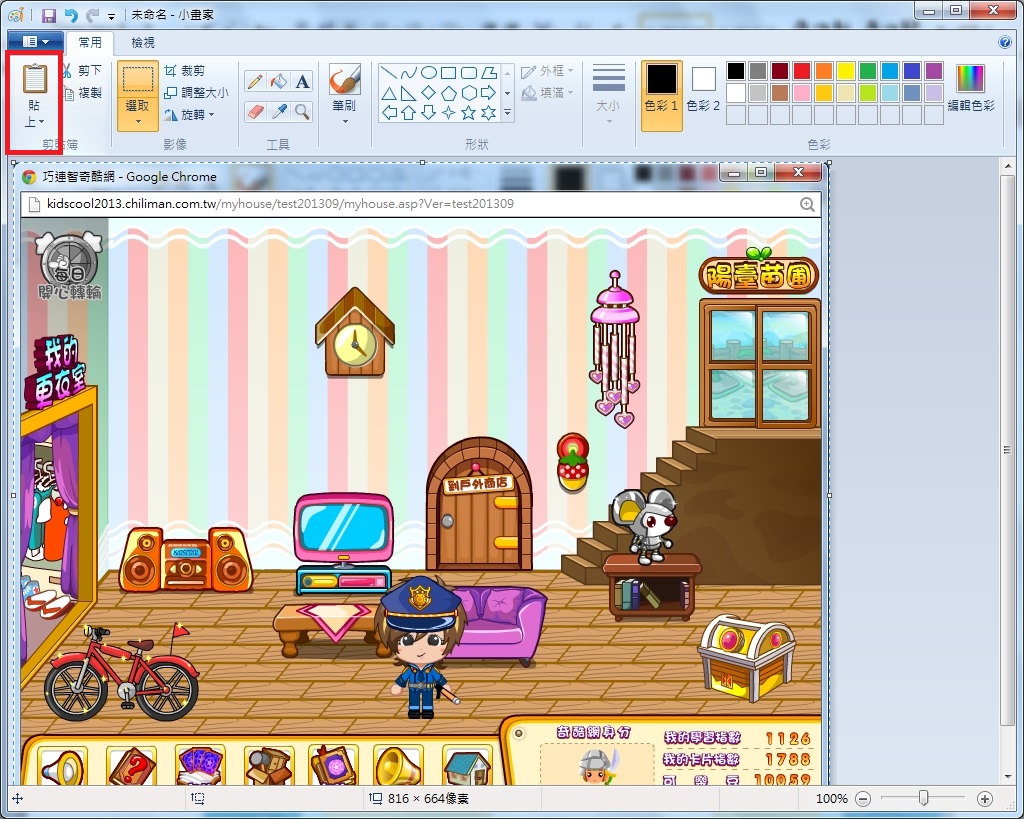 未命名 - 小畫家
常用
檢視
貼
上
剪下
複製
剪貼簿
選取
裁剪
調整大小
旋轉
影像
A
工具
筆刷
外框
填滿
圖形
大小
色彩 1
色彩 2
編輯色彩
色彩
巧連智奇酷網 - Google Chrome
kidscool2013.chiliman.com.tw/myhouse/test201309/myhouse.asp?Ver=test201309
每日
開心轉輪
陽臺苗圃
我的
更衣室
到戶外商店
KIDSCOOL
奇酷網身分
我的學習指數
1126
我的卡片指數
1788
奇酷豆
10059
816 × 664像素
100%